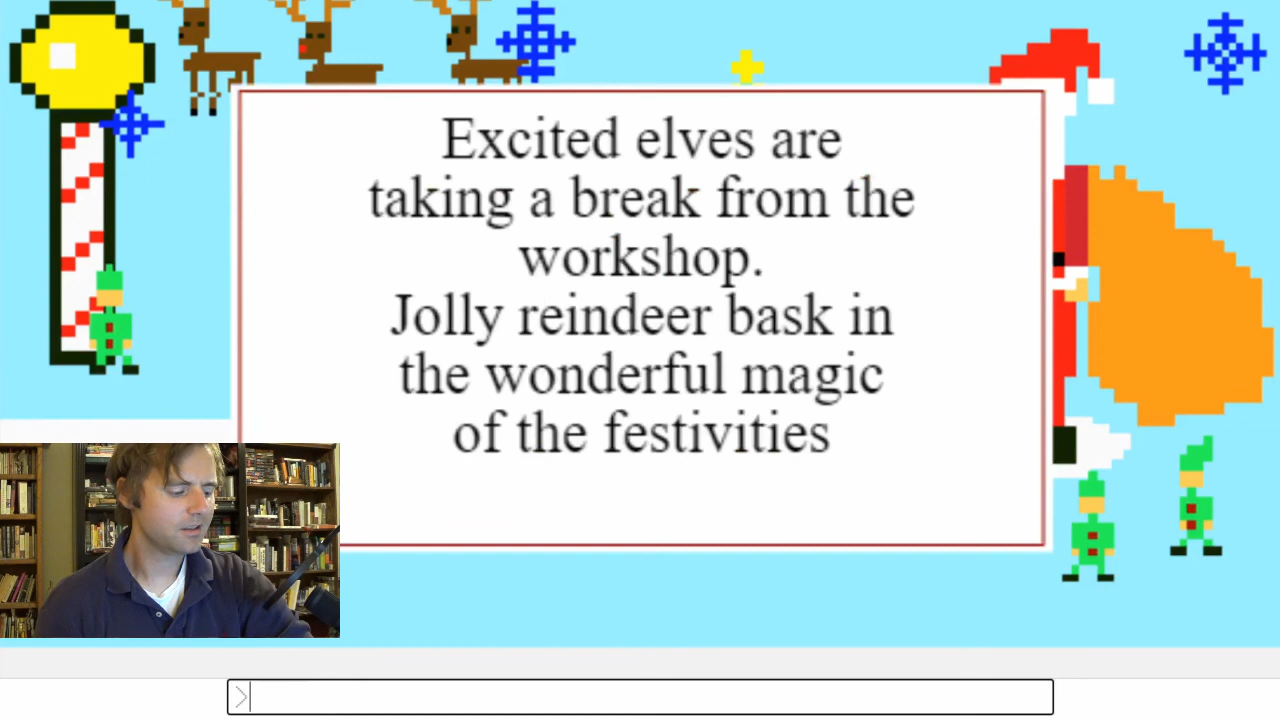 Excited elves are
taking a break from the
workshop.
Jolly reindeer bask in
the wonderful magic
of the festivities
>